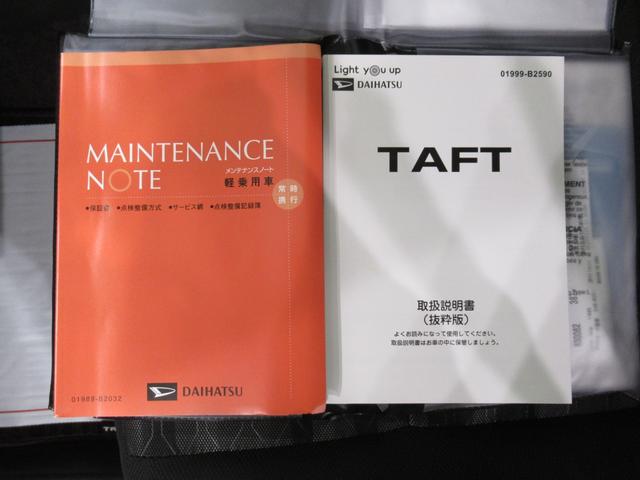 MAINTENANCE
NOTE
メンテナンスノート
軽乗用車
常時
携行
●保証書 ●点検整備方式 ●サービス網 ●点検整備記録簿
DAIHATSU
01989-B2032
Light you up
DAIHATSU
01999-B2590
TAFT
取扱説明書
(抜粋版)
よくお読みになって使用してください。
取扱説明書はお車の中に保管しましょう。